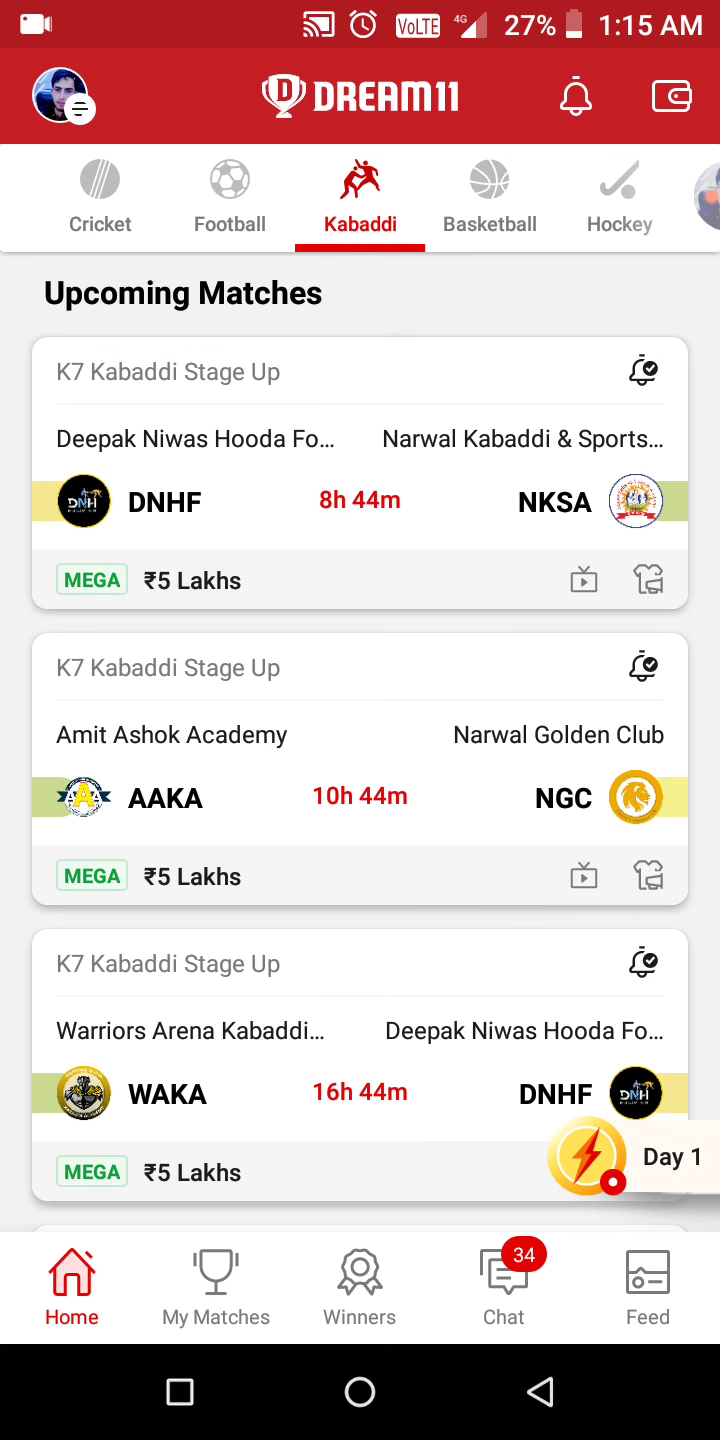 VoLTE 4G 27% 1:15 AM
DREAM11
Cricket Football Kabaddi Basketball Hockey
Upcoming Matches
K7 Kabaddi Stage Up
Deepak Niwas Hooda Fo... Narwal Kabaddi & Sports...
DNH
DNHF 8h 44m NKSA
MEGA ₹5 Lakhs
K7 Kabaddi Stage Up
Amit Ashok Academy Narwal Golden Club
AAKA 10h 44m NGC
MEGA ₹5 Lakhs
K7 Kabaddi Stage Up
Warriors Arena Kabaddi... Deepak Niwas Hooda Fo...
WAKA 16h 44m DNHF
DNH
MEGA ₹5 Lakhs
Day 1
34
Home My Matches Winners Chat Feed